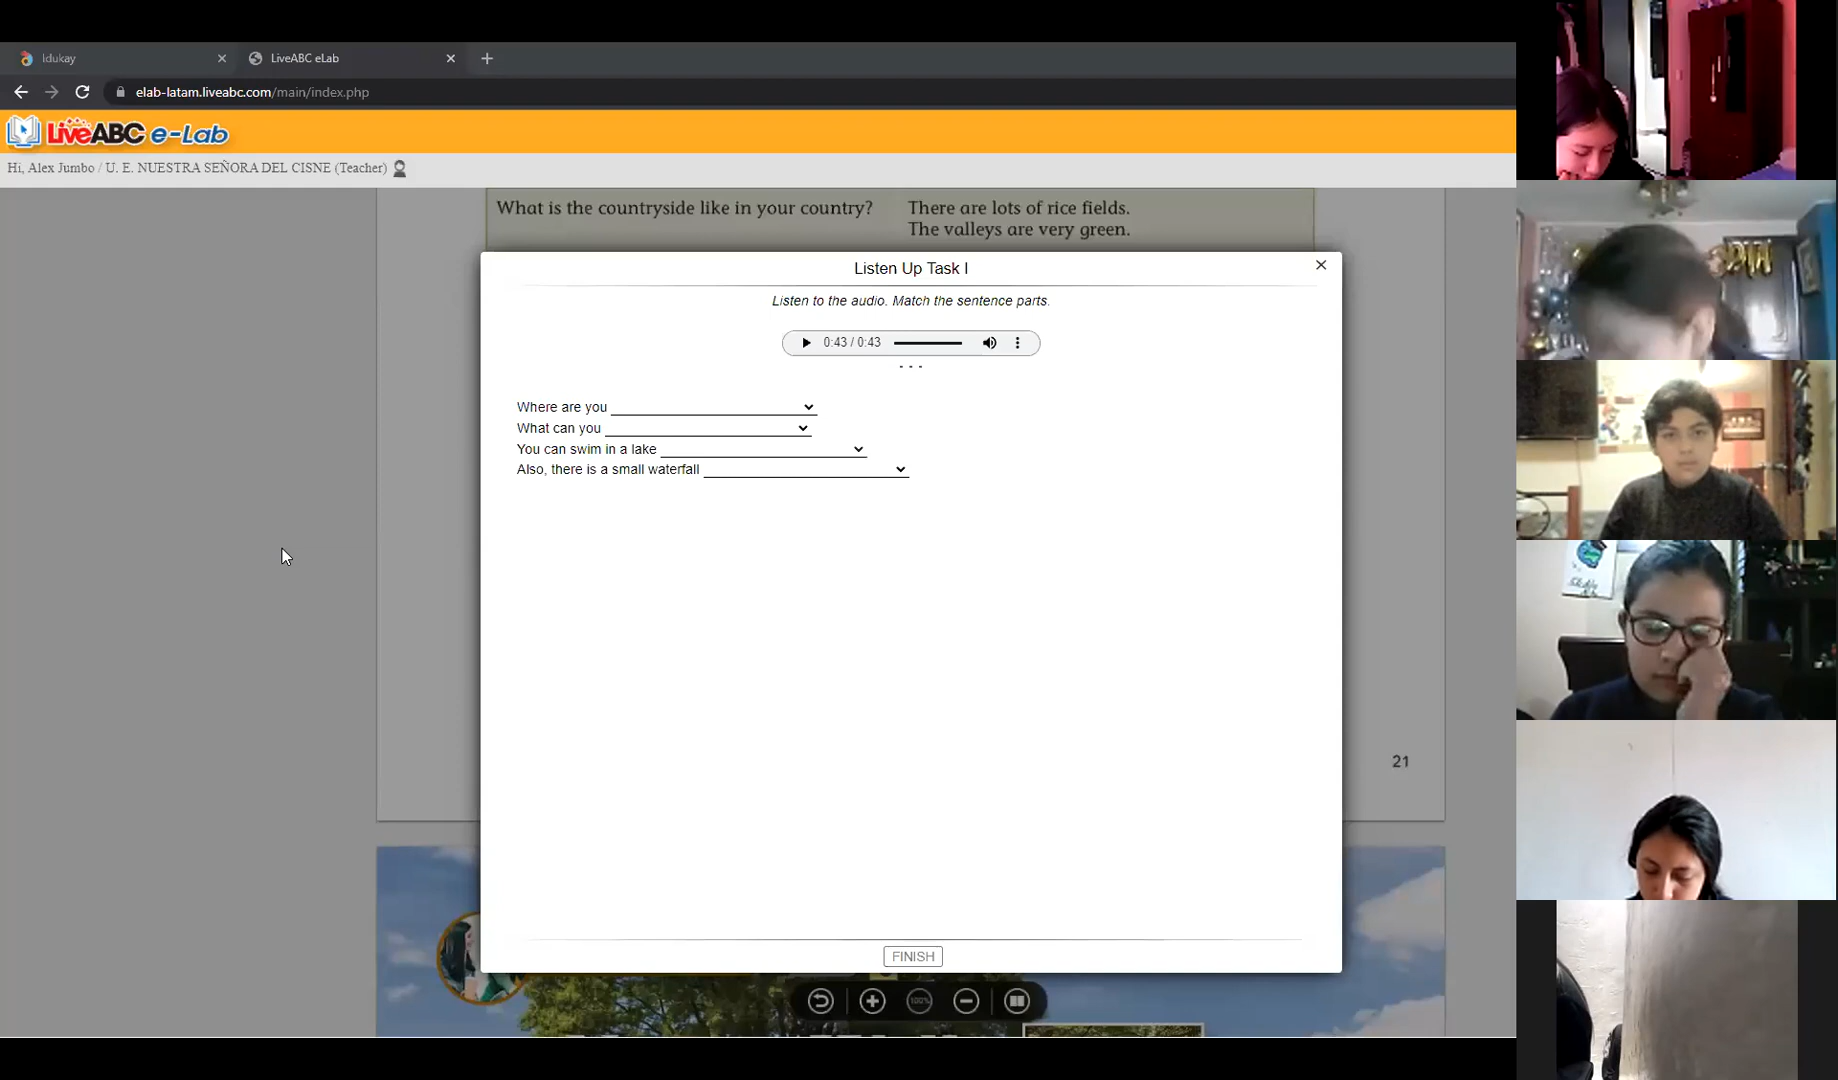 Idukay
LiveABC eLab
elab-latam.liveabc.com/main/index.php
LiveABC e-Lab
Hi, Alex Jumbo / U. E. NUESTRA SEÑORA DEL CISNE (Teacher)
What is the countryside like in your country? There are lots of rice fields.
The valleys are very green.
Listen Up Task I
Listen to the audio. Match the sentence parts.
0:43 / 0:43
Where are you
What can you
You can swim in a lake
Also, there is a small waterfall
21
FINISH
100%